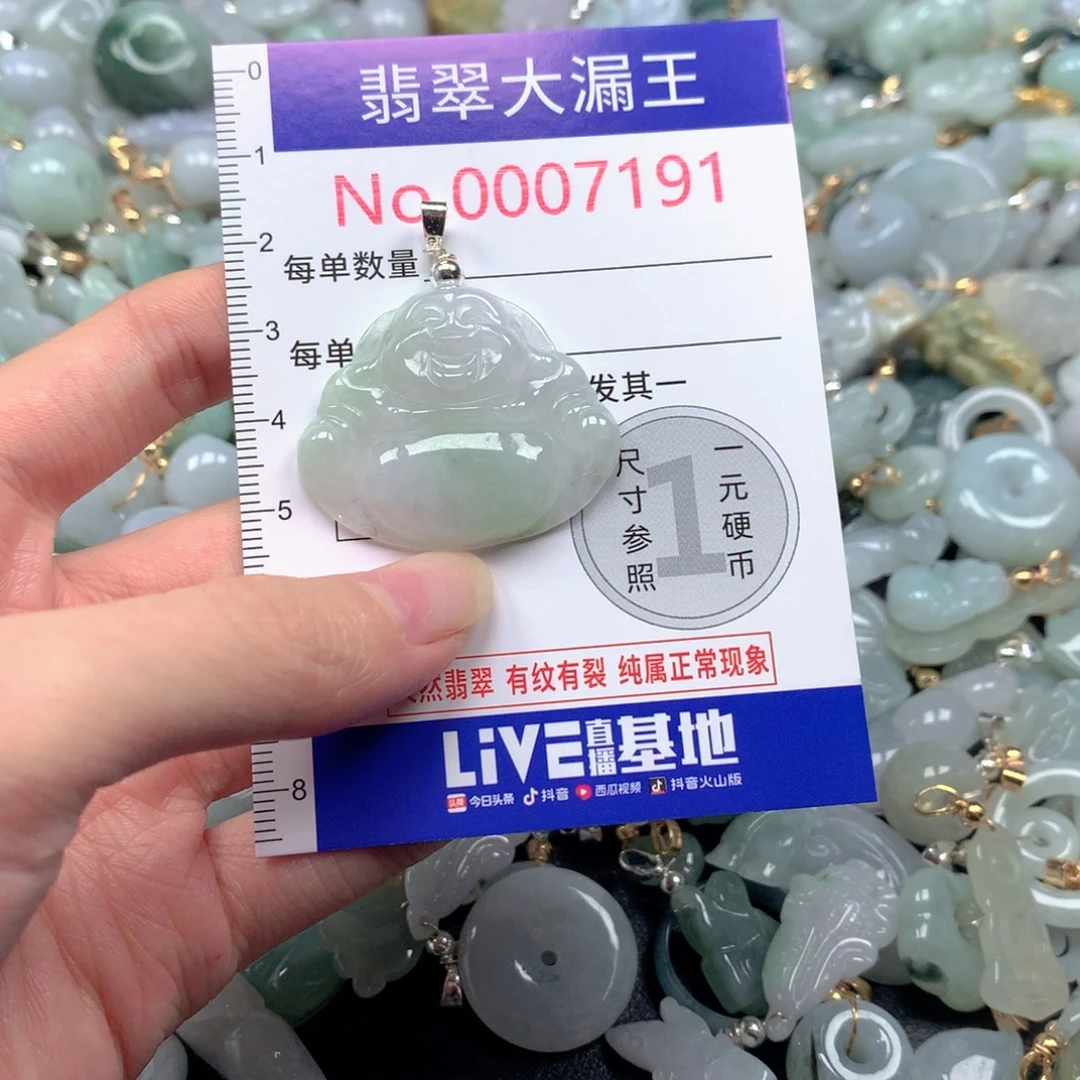 翡翠大漏王
No.0007191
每单数量
每单
发其一
尺寸参照
1
一元硬币
然翡翠 有纹有裂 纯属正常现象
LiVE直播基地
头条 今日头条 抖音 西瓜视频 抖音火山版
0
1
2
3
4
5
8